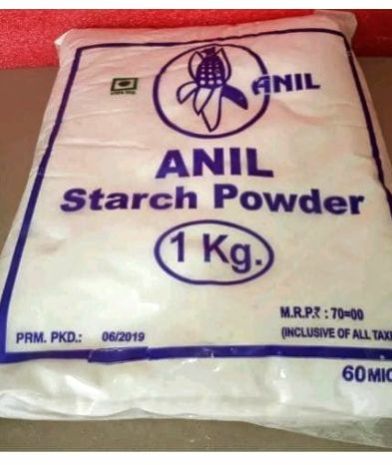 ANIL
ANIL
Starch Powder
1 Kg.
M.R.P.₹ : 70=00
PRM. PKD.: 06/2019
(INCLUSIVE OF ALL TAX
60 MIC